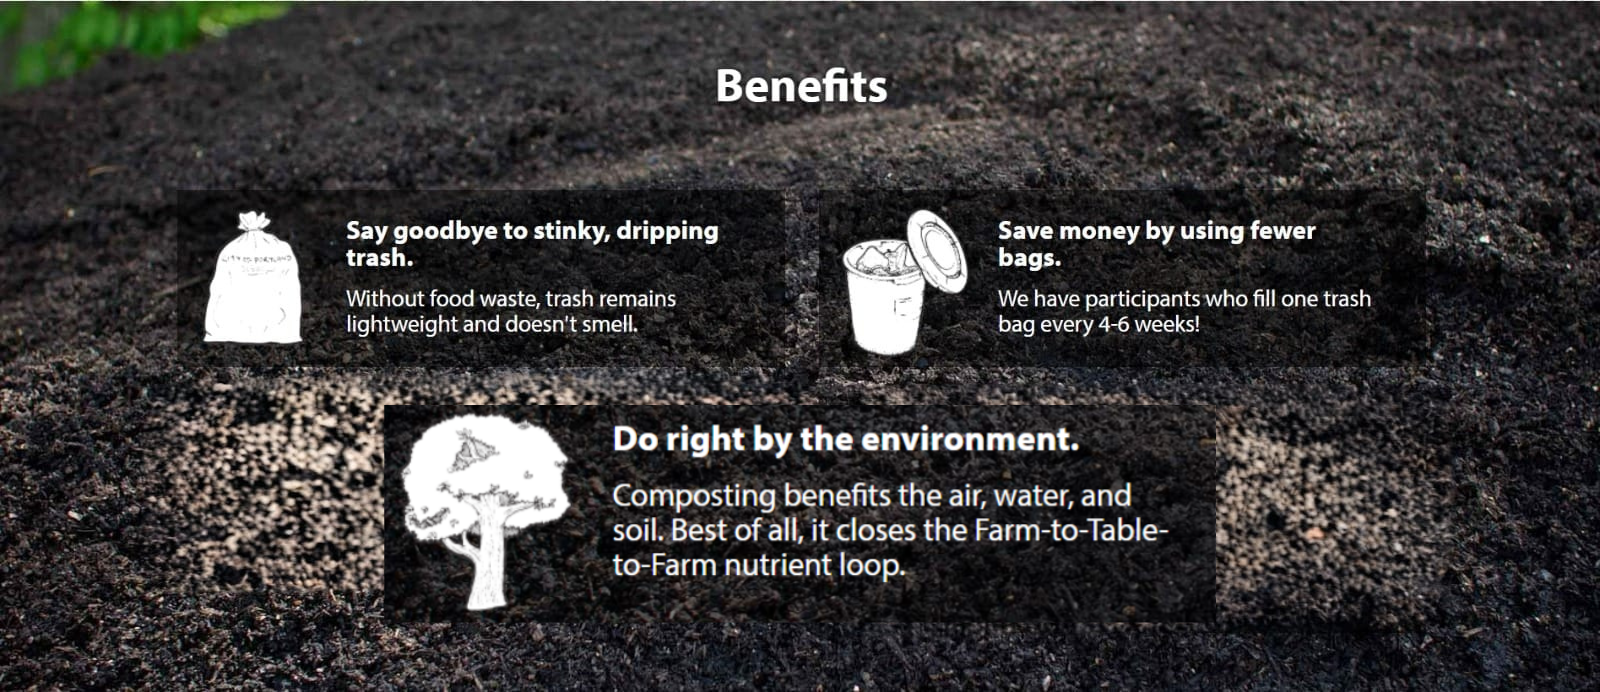 Benefits
Say goodbye to stinky, dripping
trash.
Without food waste, trash remains
lightweight and doesn't smell.
Save money by using fewer
bags.
We have participants who fill one trash
bag every 4-6 weeks!
Do right by the environment.
Composting benefits the air, water, and
soil. Best of all, it closes the Farm-to-Table-
to-Farm nutrient loop.